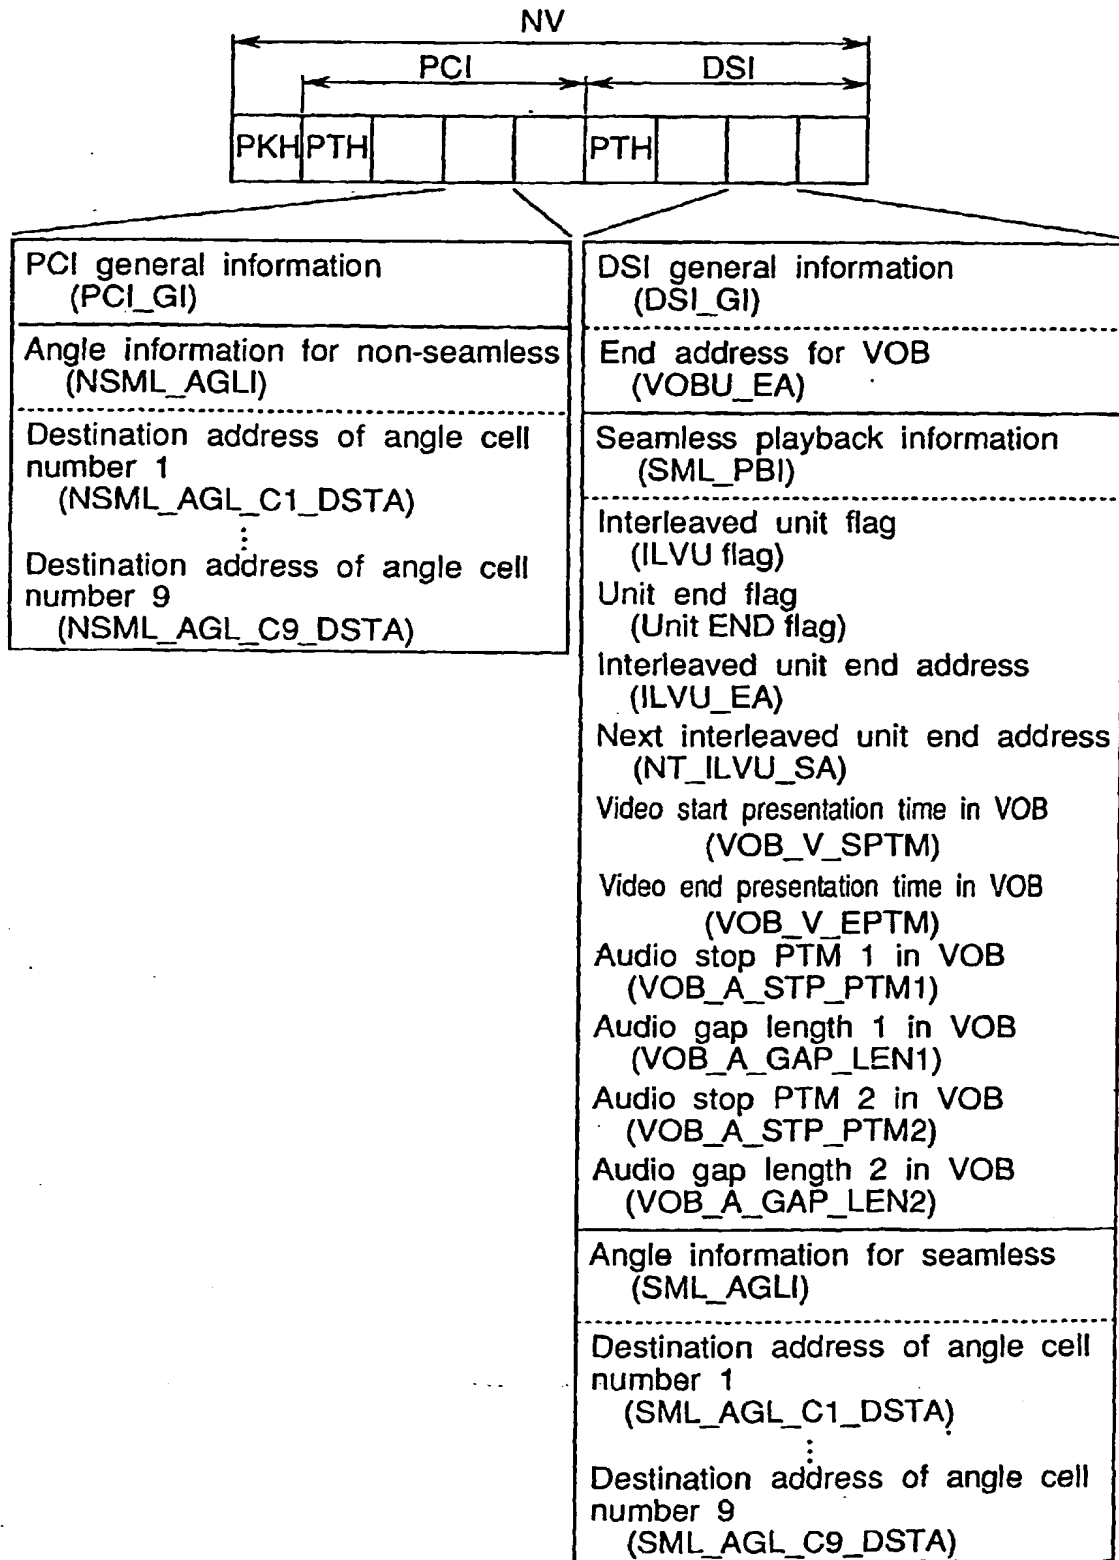 NV
PCI
DSI
PKH
PTH
PTH
PCI general information
(PCI_GI)
Angle information for non-seamless
(NSML_AGLI)
Destination address of angle cell
number 1
(NSML_AGL_C1_DSTA)
⋮
Destination address of angle cell
number 9
(NSML_AGL_C9_DSTA)
DSI general information
(DSI_GI)
End address for VOB
(VOBU_EA)
Seamless playback information
(SML_PBI)
Interleaved unit flag
(ILVU flag)
Unit end flag
(Unit END flag)
Interleaved unit end address
(ILVU_EA)
Next interleaved unit end address
(NT_ILVU_SA)
Video start presentation time in VOB
(VOB_V_SPTM)
Video end presentation time in VOB
(VOB_V_EPTM)
Audio stop PTM 1 in VOB
(VOB_A_STP_PTM1)
Audio gap length 1 in VOB
(VOB_A_GAP_LEN1)
Audio stop PTM 2 in VOB
(VOB_A_STP_PTM2)
Audio gap length 2 in VOB
(VOB_A_GAP_LEN2)
Angle information for seamless
(SML_AGLI)
Destination address of angle cell
number 1
(SML_AGL_C1_DSTA)
⋮
Destination address of angle cell
number 9
(SML_AGL_C9_DSTA)